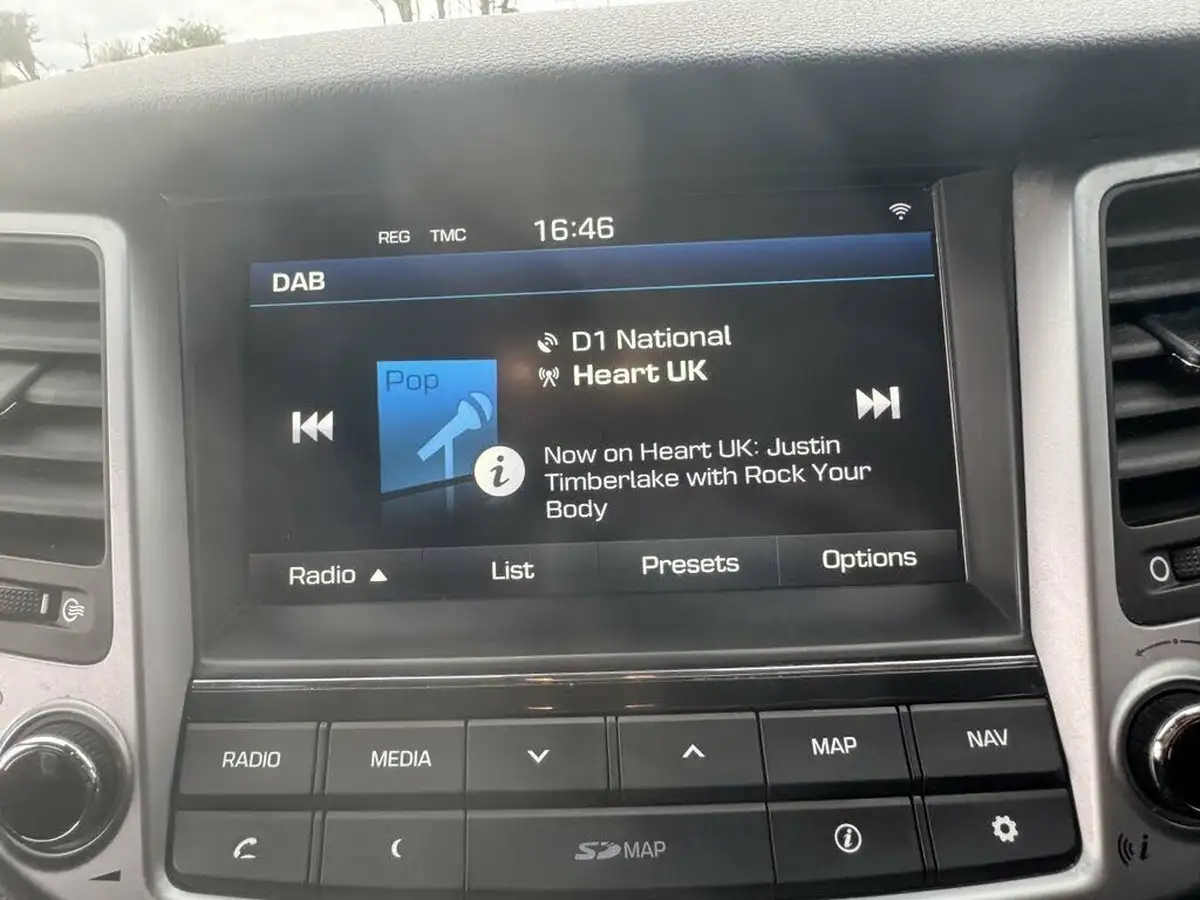 REG TMC 16:46
DAB
D1 National
Heart UK
Pop
Now on Heart UK: Justin
Timberlake with Rock Your
Body
Radio List Presets Options
RADIO MEDIA MAP NAV
SD MAP